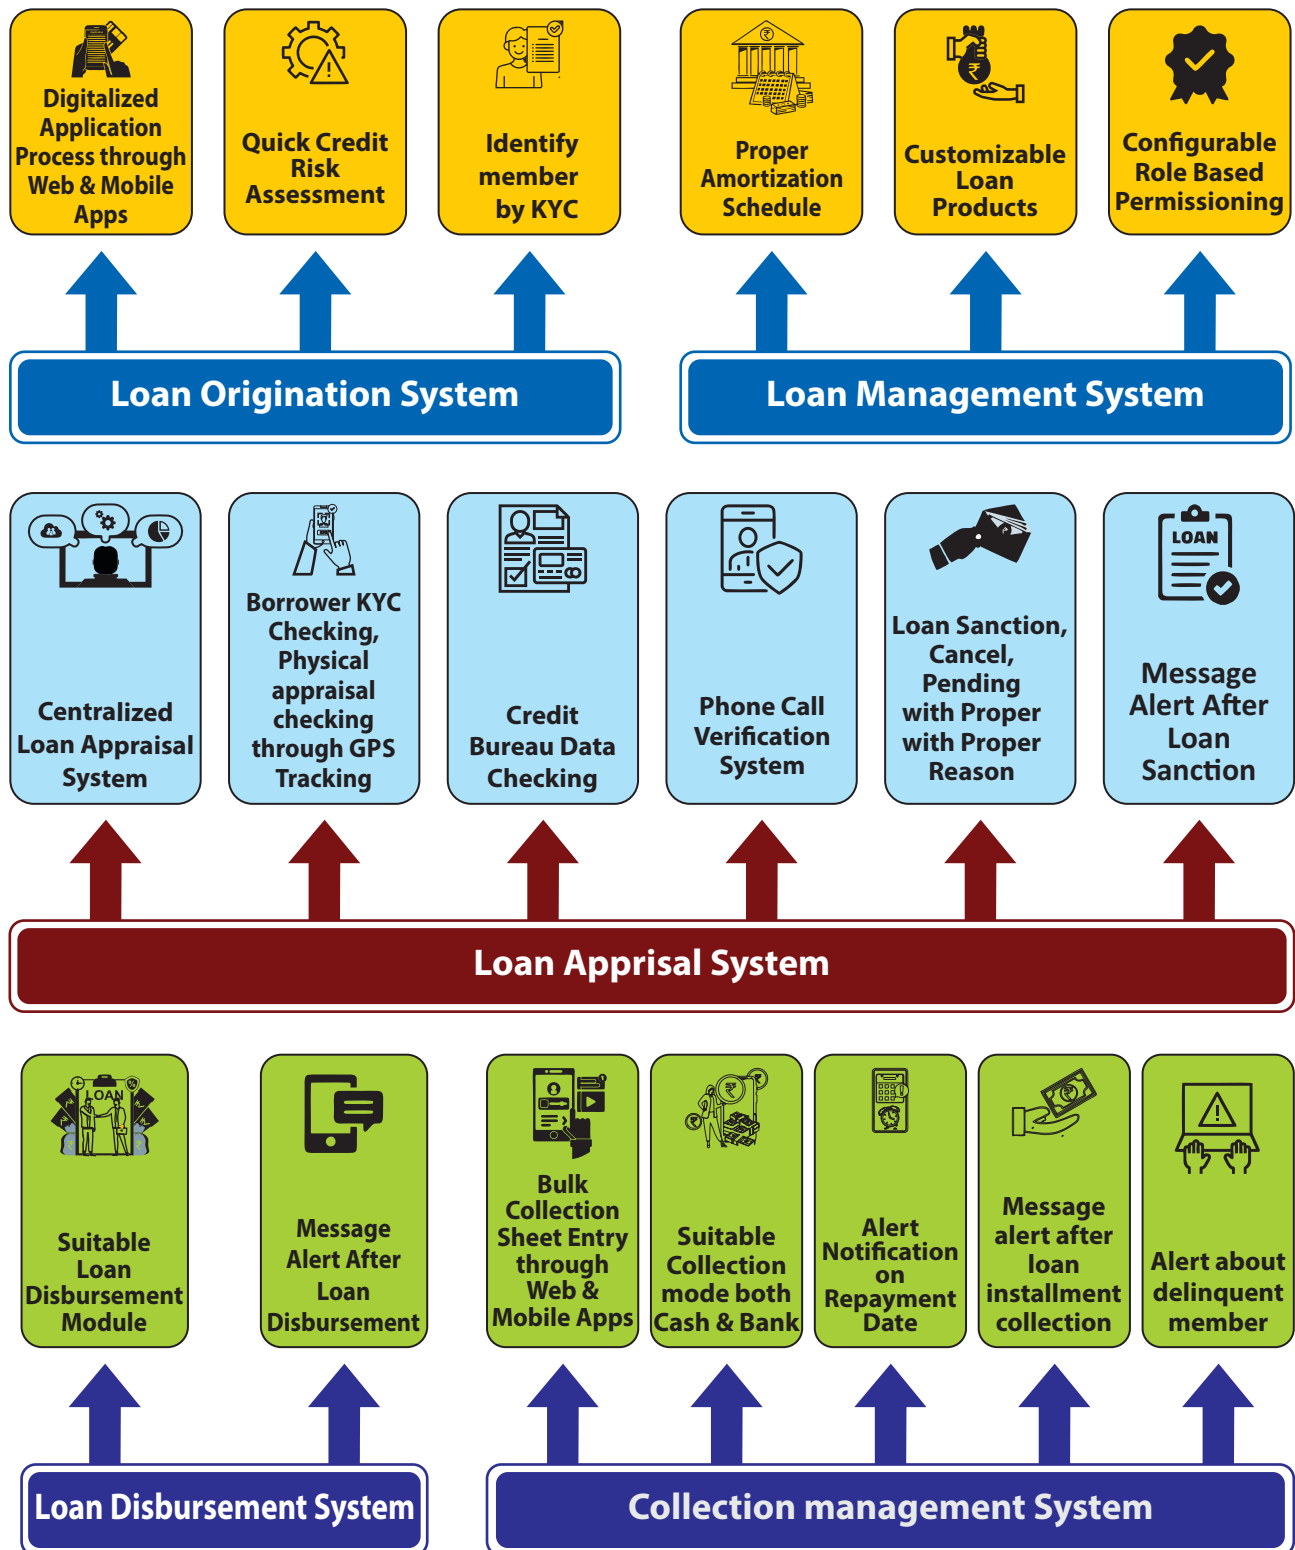 Digitalized
Application
Process through
Web & Mobile
Apps
Quick Credit
Risk
Assessment
Identify
member
by KYC
Proper
Amortization
Schedule
Customizable
Loan
Products
Configurable
Role Based
Permissioning
Loan Origination System
Loan Management System
Centralized
Loan Appraisal
System
Borrower KYC
Checking,
Physical
appraisal
checking
through GPS
Tracking
Credit
Bureau Data
Checking
Phone Call
Verification
System
Loan Sanction,
Cancel,
Pending
with Proper
with Proper
Reason
LOAN
Message
Alert After
Loan
Sanction
Loan Apprisal System
LOAN
Suitable
Loan
Disbursement
Module
Message
Alert After
Loan
Disbursement
Bulk
Collection
Sheet Entry
through
Web &
Mobile Apps
Suitable
Collection
mode both
Cash & Bank
Alert
Notification
on
Repayment
Date
Message
alert after
loan
installment
collection
Alert about
delinquent
member
Loan Disbursement System
Collection management System